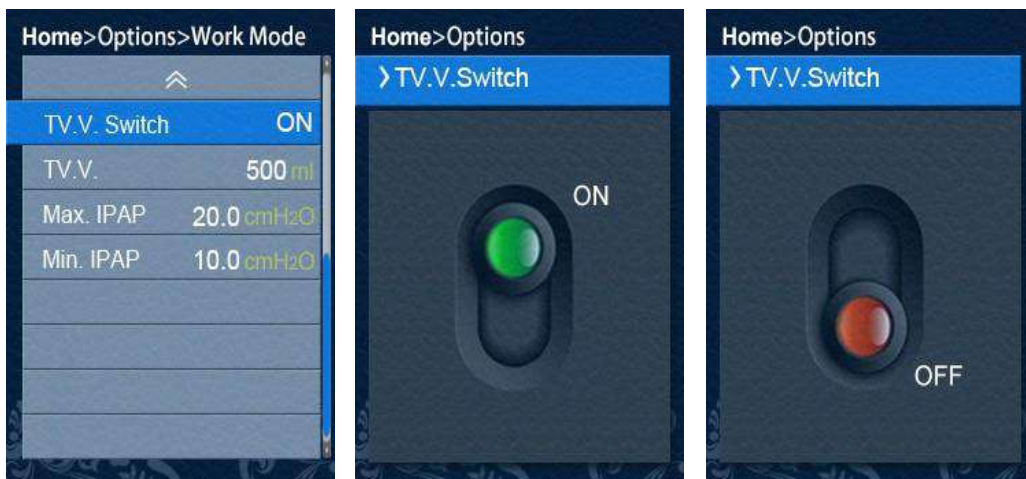 Home>Options>Work Mode
TV.V. Switch ON
TV.V. 500 ml
Max. IPAP 20.0 cmH2O
Min. IPAP 10.0 cmH2O
Home>Options
TV.V.Switch
ON
Home>Options
TV.V.Switch
OFF